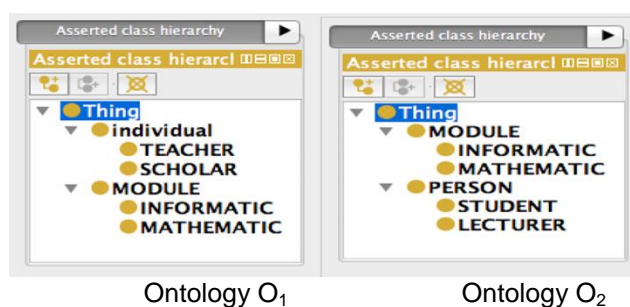 Asserted class hierarchy
Asserted class hierarcl
Thing
individual
TEACHER
SCHOLAR
MODULE
INFORMATIC
MATHEMATIC
Ontology O₁
Asserted class hierarchy
Asserted class hierarcl
Thing
MODULE
INFORMATIC
MATHEMATIC
PERSON
STUDENT
LECTURER
Ontology O₂